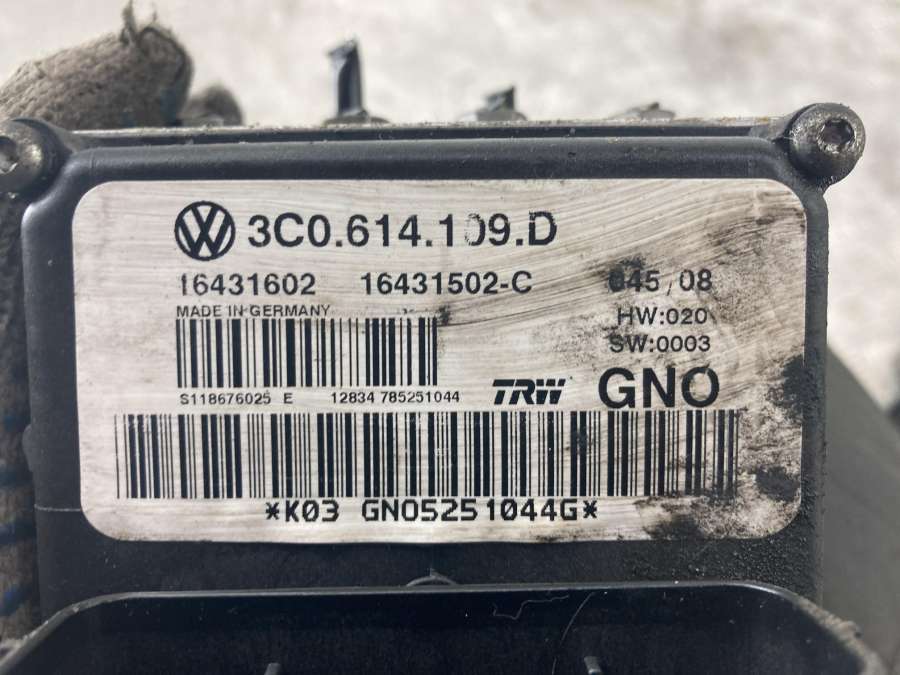 3C0.614.109.D
16431602 16431502-C 045,08
MADE IN GERMANY HW:020
SW:0003
S118676025 E 12834 785251044 TRW GNO
*K03 GNO5251044G*